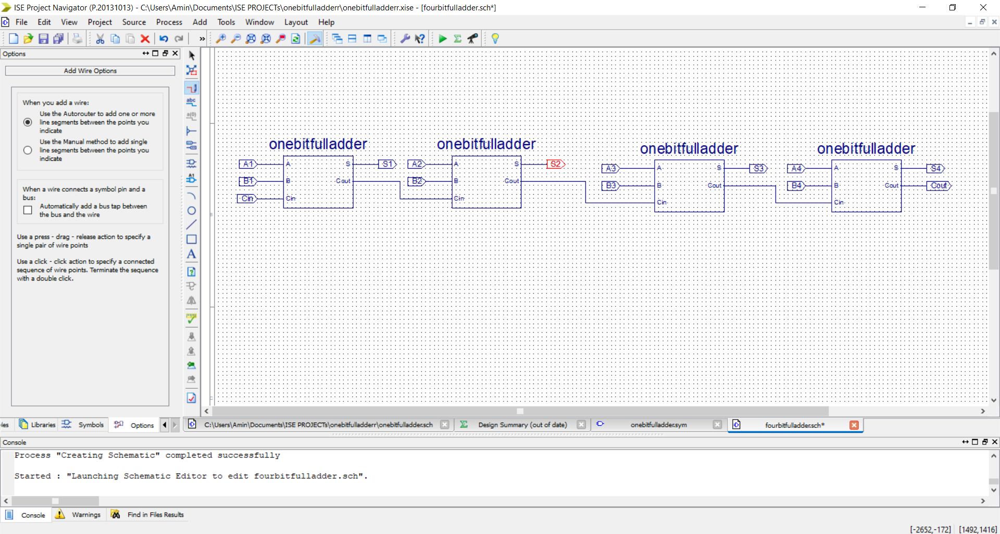 ISE Project Navigator (P.20131013) - C:\Users\Amin\Documents\ISE PROJECTs\onebitfulladderr\onebitfulladderr.xise - [fourbitfulladder.sch*]
File Edit View Project Source Process Add Tools Window Layout Help
Options
Add Wire Options
When you add a wire:
Use the Autorouter to add one or more
line segments between the points you
indicate
Use the Manual method to add single
line segments between the points you
indicate
When a wire connects a symbol pin and a
bus:
Automatically add a bus tap between
the bus and the wire
Use a press - drag - release action to specify a
single pair of wire points
Use a click - click action to specify a connected
sequence of wire points. Terminate the sequence
with a double click.
abc
a(0)
A1
A
onebitfulladder onebitfulladder onebitfulladder onebitfulladder
A1 A S S1 A2 A S S2 A3 A S S3 A4 A S S4
B1 B Cout B2 B Cout B3 B Cout B4 B Cout Cout
Cin Cin Cin Cin Cin
B
C
les Libraries Symbols Options
C:\Users\Amin\Documents\ISE PROJECTs\onebitfulladderr\onebitfulladder.sch Design Summary (out of date) onebitfulladder.sym fourbitfulladder.sch*
Console
Process "Creating Schematic" completed successfully
Started : "Launching Schematic Editor to edit fourbitfulladder.sch".
Console Warnings Find in Files Results
[-2652,-172] [1492,1416]